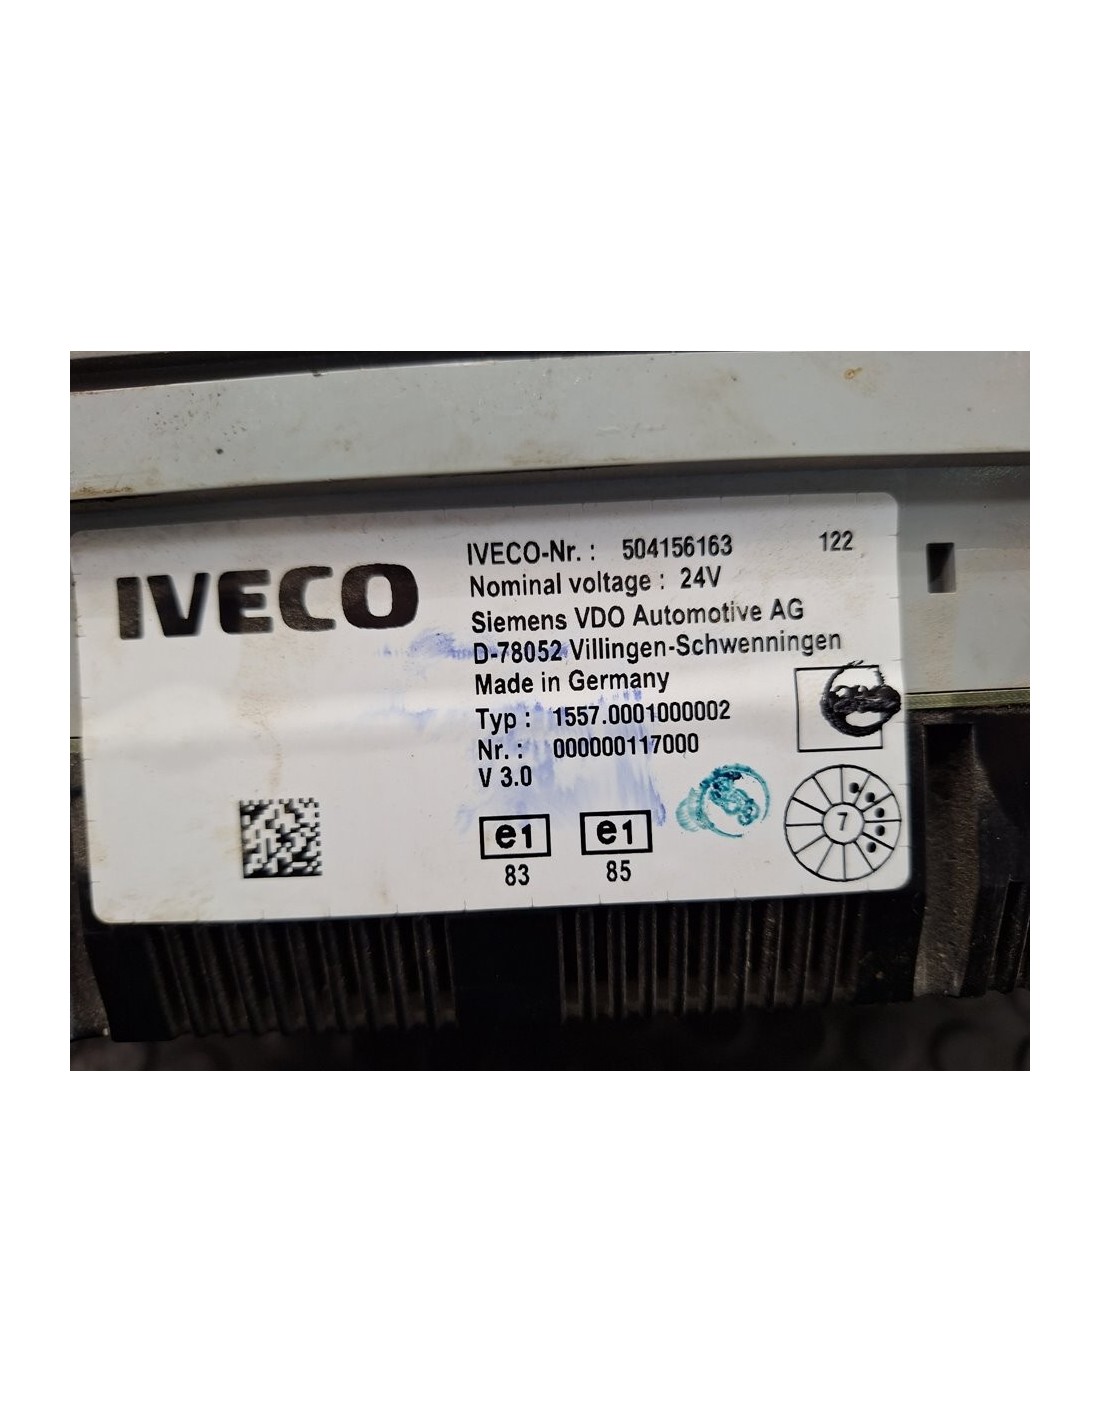 IVECO
IVECO-Nr. : 504156163 122
Nominal voltage : 24V
Siemens VDO Automotive AG
D-78052 Villingen-Schwenningen
Made in Germany
Typ : 1557.0001000002
Nr. : 000000117000
V 3.0
e1 e1
83 85
7